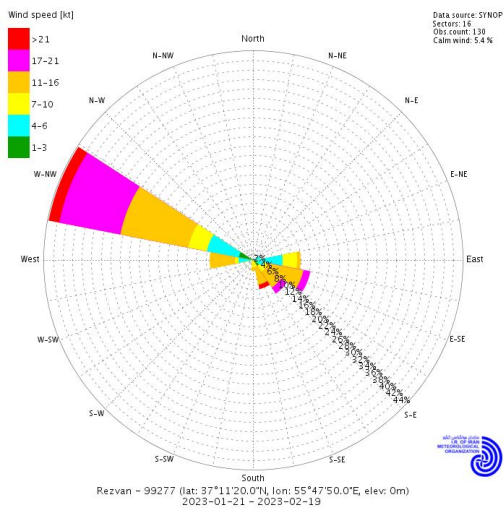 Wind speed [kt]
>21
17-21
11-16
7-10
4-6
1-3
Data source: SYNOP
Sectors: 16
Obs.count: 130
Calm wind: 5.4 %
North
N-NW
N-NE
N-W
N-E
W-NW
E-NE
West
East
W-SW
E-SE
S-W
S-E
S-SW
S-SE
South
2%
4%
6%
8%
10%
12%
14%
16%
18%
20%
22%
24%
26%
28%
30%
32%
34%
36%
38%
40%
42%
44%
I.R. OF IRAN
METEOROLOGICAL
ORGANIZATION
Rezvan - 99277 (lat: 37°11'20.0"N, lon: 55°47'50.0"E, elev: 0m)
2023-01-21 - 2023-02-19